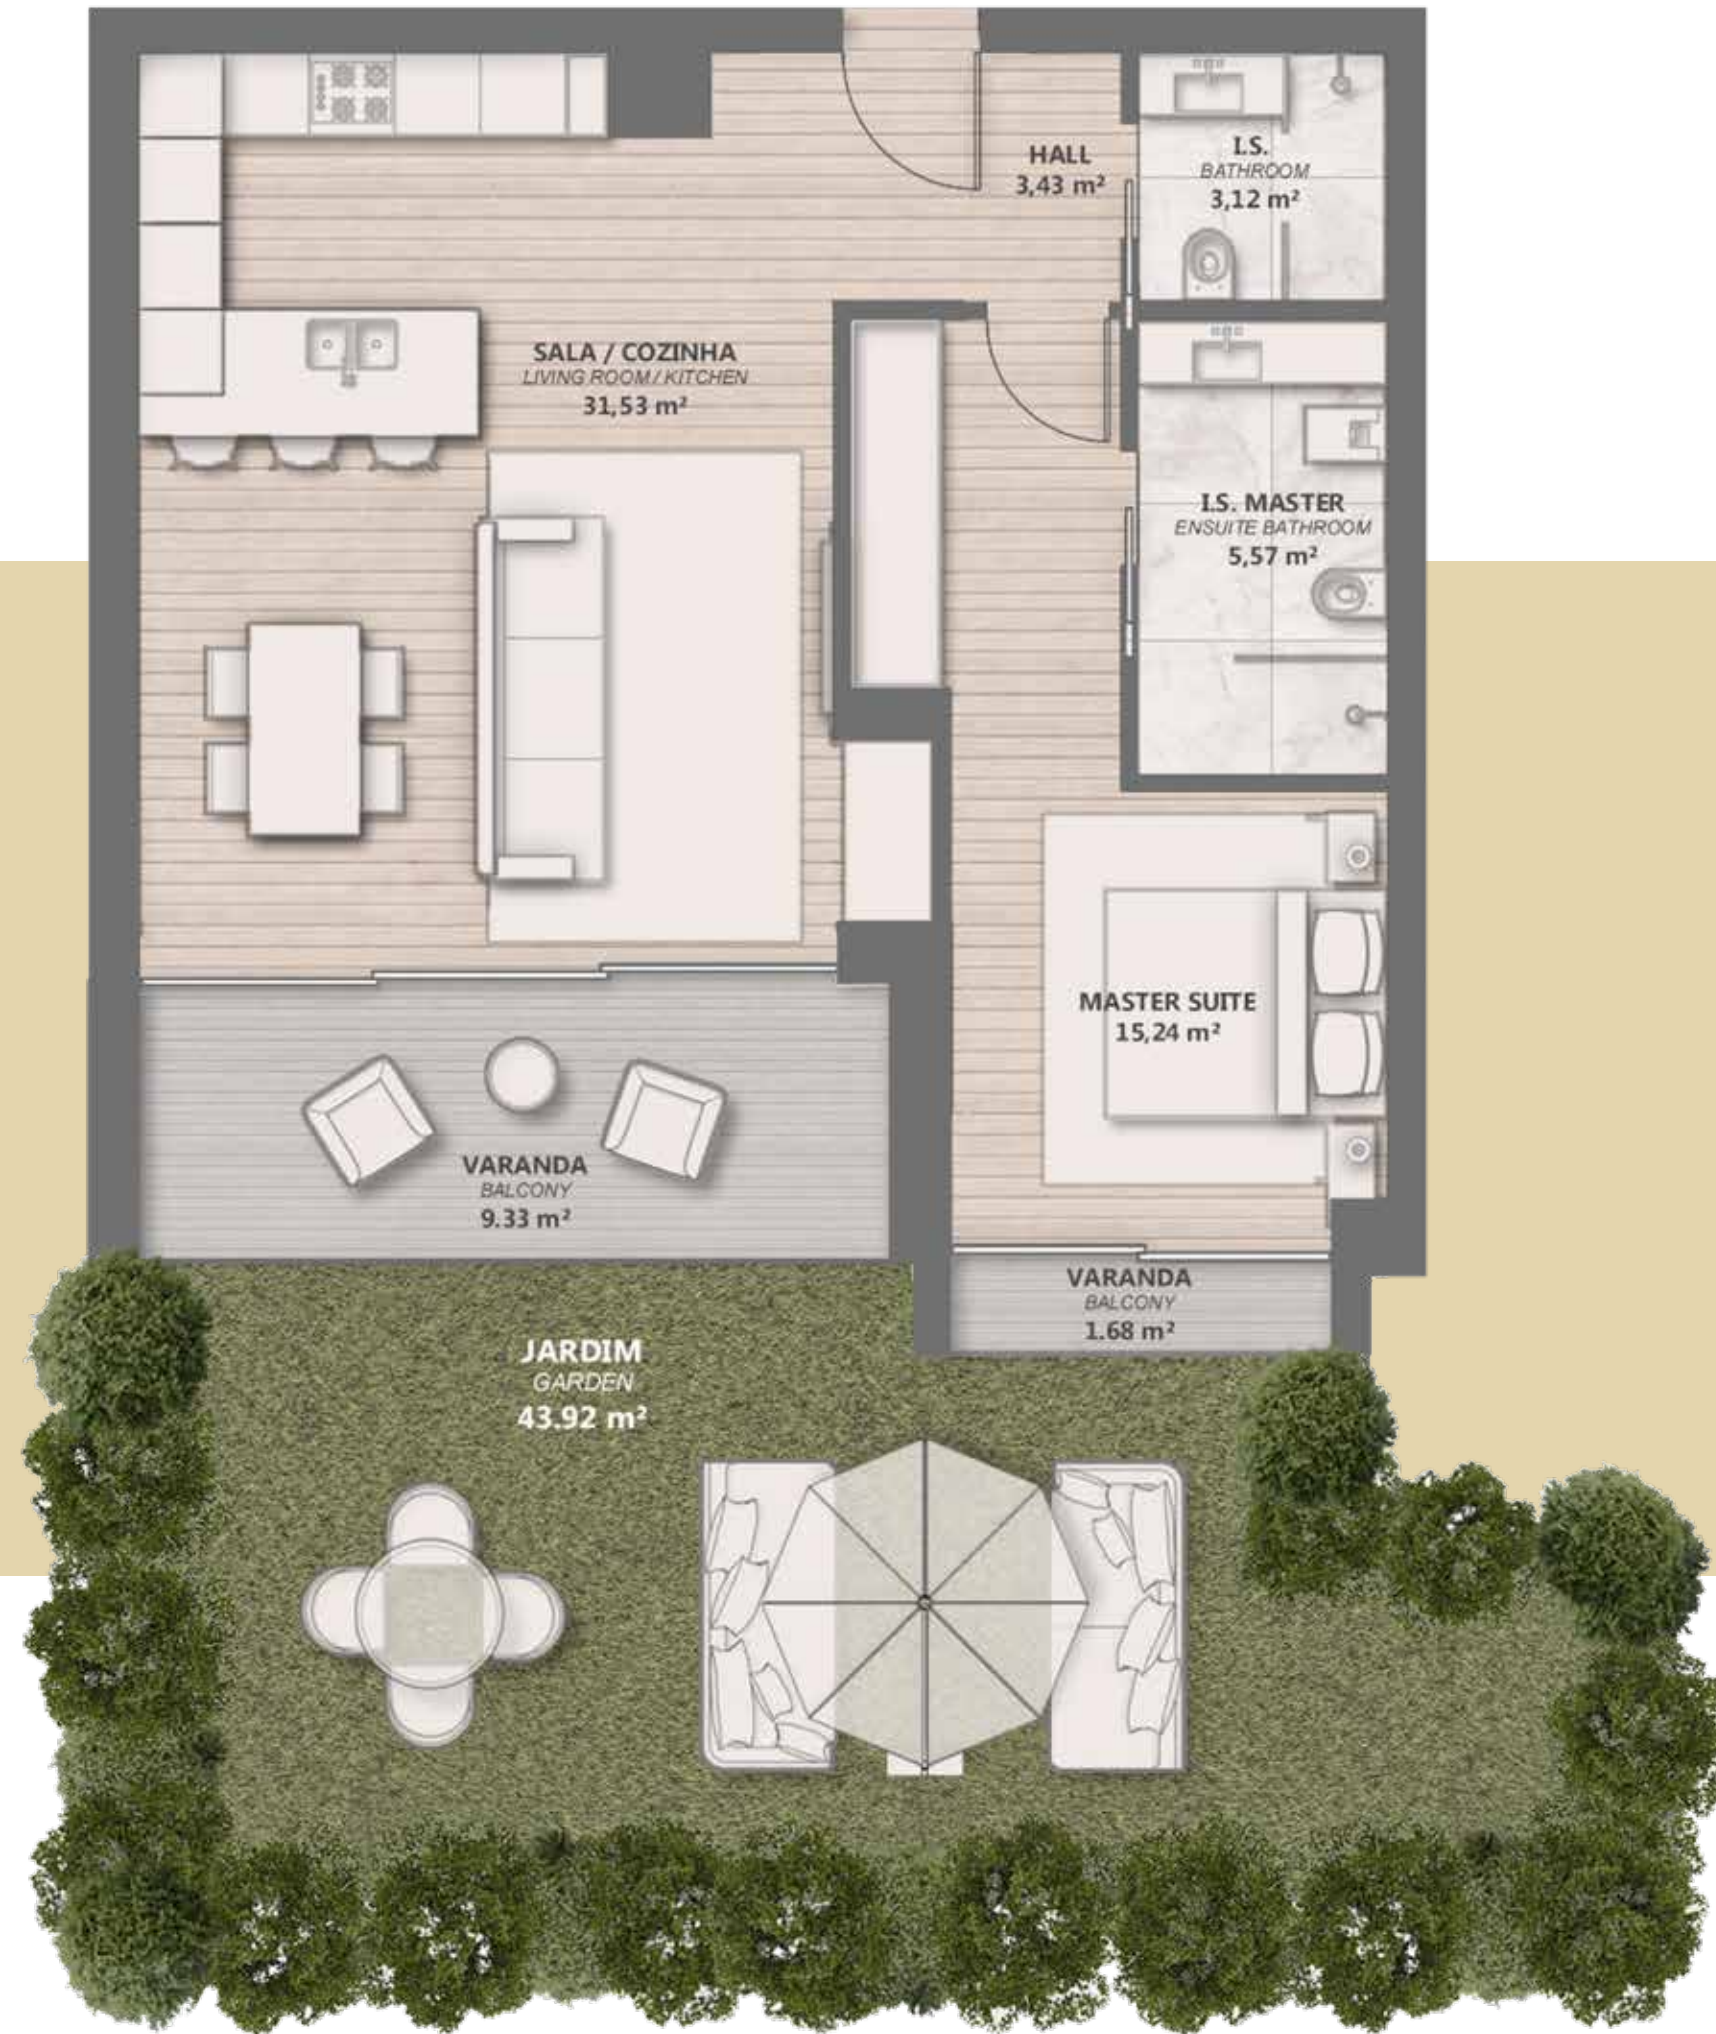 HALL
3,43 m²
I.S.
BATHROOM
3,12 m²
SALA / COZINHA
LIVING ROOM / KITCHEN
31,53 m²
I.S. MASTER
ENSUITE BATHROOM
5,57 m²
MASTER SUITE
15,24 m²
VARANDA
BALCONY
9.33 m²
VARANDA
BALCONY
1.68 m²
JARDIM
GARDEN
43.92 m²